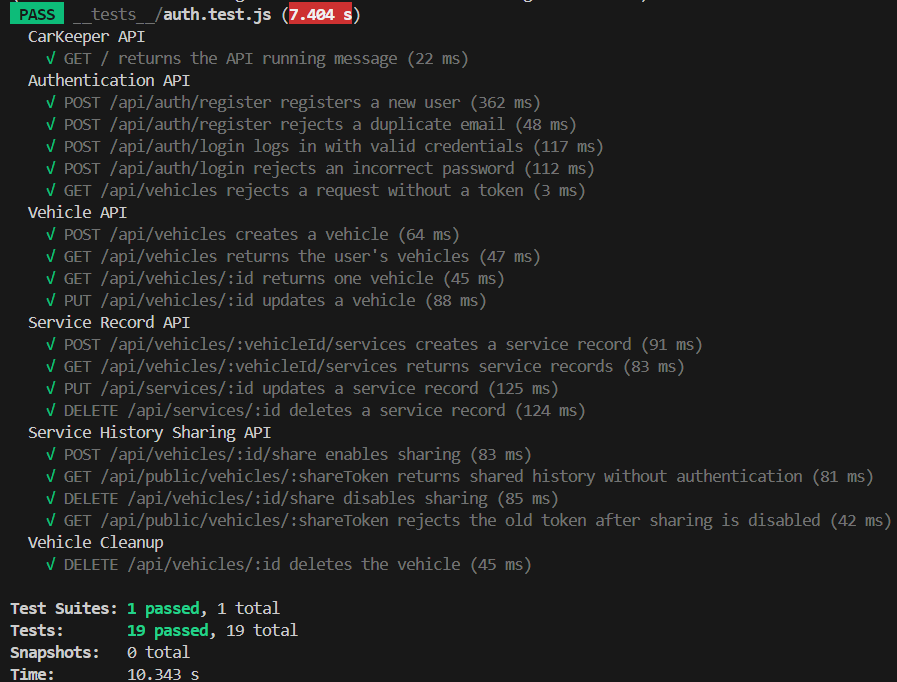 PASS __tests__/auth.test.js (7.404 s)
CarKeeper API
√ GET / returns the API running message (22 ms)
Authentication API
√ POST /api/auth/register registers a new user (362 ms)
√ POST /api/auth/register rejects a duplicate email (48 ms)
√ POST /api/auth/login logs in with valid credentials (117 ms)
√ POST /api/auth/login rejects an incorrect password (112 ms)
√ GET /api/vehicles rejects a request without a token (3 ms)
Vehicle API
√ POST /api/vehicles creates a vehicle (64 ms)
√ GET /api/vehicles returns the user's vehicles (47 ms)
√ GET /api/vehicles/:id returns one vehicle (45 ms)
√ PUT /api/vehicles/:id updates a vehicle (88 ms)
Service Record API
√ POST /api/vehicles/:vehicleId/services creates a service record (91 ms)
√ GET /api/vehicles/:vehicleId/services returns service records (83 ms)
√ PUT /api/services/:id updates a service record (125 ms)
√ DELETE /api/services/:id deletes a service record (124 ms)
Service History Sharing API
√ POST /api/vehicles/:id/share enables sharing (83 ms)
√ GET /api/public/vehicles/:shareToken returns shared history without authentication (81 ms)
√ DELETE /api/vehicles/:id/share disables sharing (85 ms)
√ GET /api/public/vehicles/:shareToken rejects the old token after sharing is disabled (42 ms)
Vehicle Cleanup
√ DELETE /api/vehicles/:id deletes the vehicle (45 ms)
Test Suites: 1 passed, 1 total
Tests: 19 passed, 19 total
Snapshots: 0 total
Time: 10.343 s